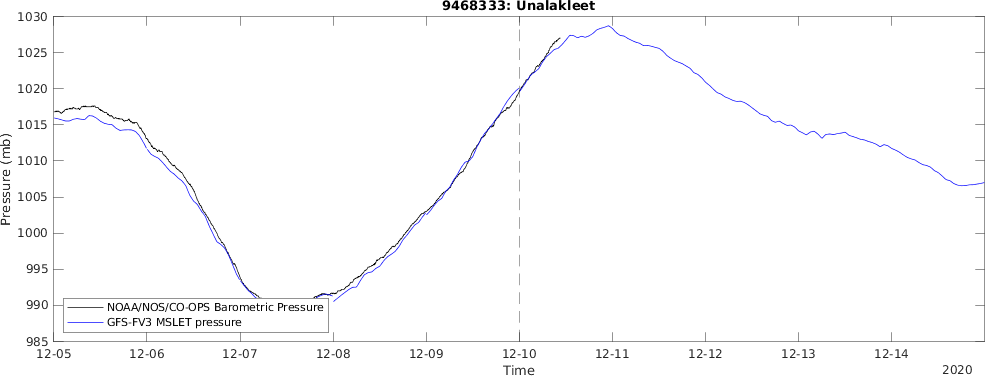 9468333: Unalakleet
1030
1025
1020
1015
1010
1005
1000
995
990
985
Pressure (mb)
NOAA/NOS/CO-OPS Barometric Pressure
GFS-FV3 MSLET pressure
12-05 12-06 12-07 12-08 12-09 12-10 12-11 12-12 12-13 12-14
Time
2020